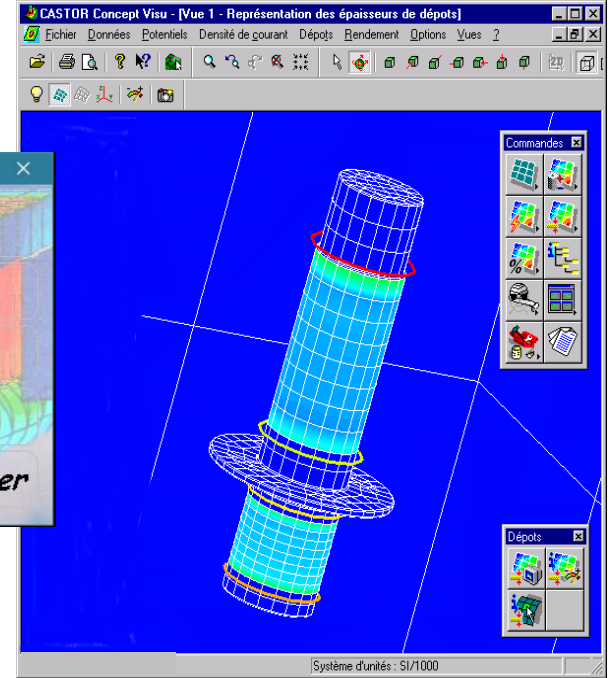 CASTOR Concept Visu - [Vue 1 - Représentation des épaisseurs de dépots]
Fichier Données Potentiels Densité de courant Dépots Rendement Options Vues ?
Commandes
er
Dépots
Système d'unités : SI/1000